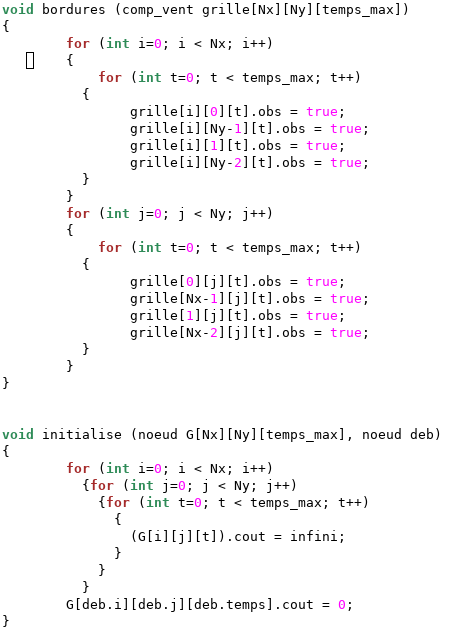 void bordures (comp_vent grille[Nx][Ny][temps_max])
{
        for (int i=0; i < Nx; i++)
        {
            for (int t=0; t < temps_max; t++)
          {
                grille[i][0][t].obs = true;
                grille[i][Ny-1][t].obs = true;
                grille[i][1][t].obs = true;
                grille[i][Ny-2][t].obs = true;
          }
        }
        for (int j=0; j < Ny; j++)
        {
            for (int t=0; t < temps_max; t++)
          {
                grille[0][j][t].obs = true;
                grille[Nx-1][j][t].obs = true;
                grille[1][j][t].obs = true;
                grille[Nx-2][j][t].obs = true;
          }
        }
}
void initialise (noeud G[Nx][Ny][temps_max], noeud deb)
{
        for (int i=0; i < Nx; i++)
          {for (int j=0; j < Ny; j++)
            {for (int t=0; t < temps_max; t++)
              {
                (G[i][j][t]).cout = infini;
              }
            }
          }
        G[deb.i][deb.j][deb.temps].cout = 0;
}